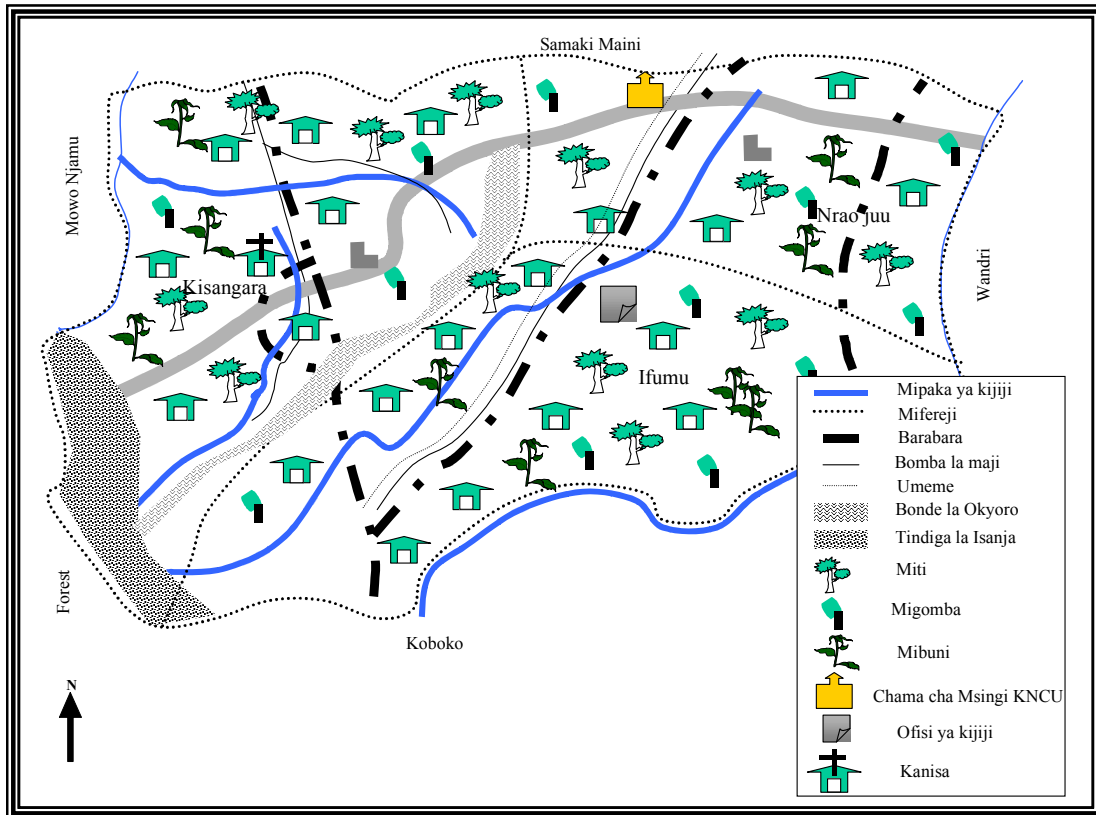 Samaki Maini
Mowo Njamu
Nrao juu
Kisangara
Wandri
Ifumu
Forest
Koboko
N
Mipaka ya kijiji
Mifereji
Barabara
Bomba la maji
Umeme
Bonde la Okyoro
Tindiga la Isanja
Miti
Migomba
Mibuni
Chama cha Msingi KNCU
Ofisi ya kijiji
Kanisa